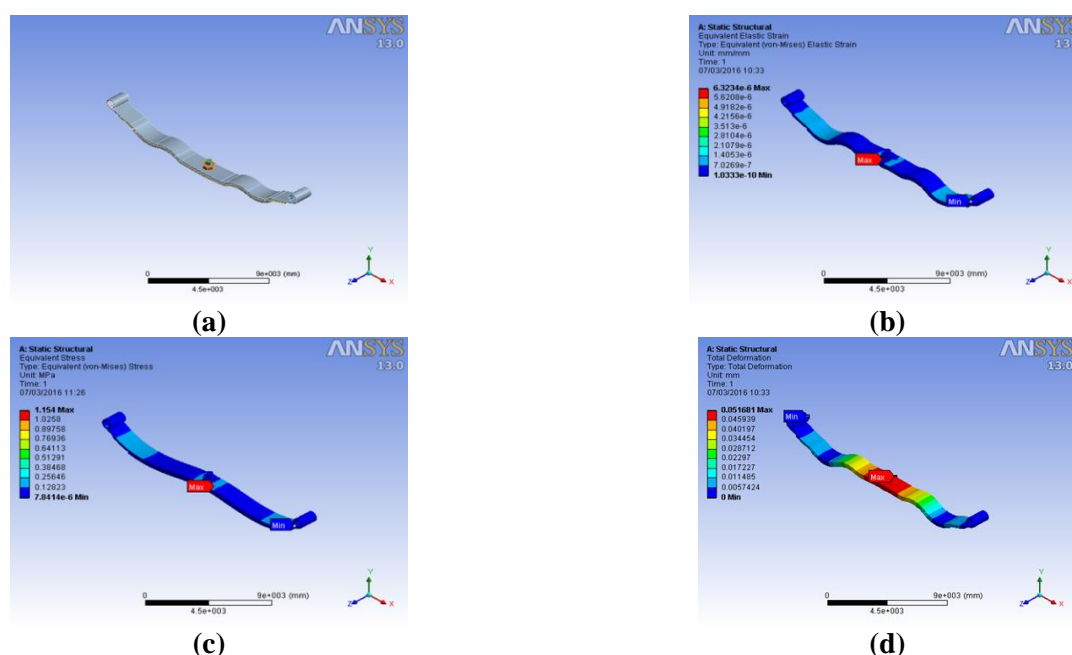 ANSYS
13.0
0
9e+003 (mm)
4.5e+003
Y
Z
X
(a)
A: Static Structural
Equivalent Elastic Strain
Type: Equivalent (von-Mises) Elastic Strain
Unit: mm/mm
Time: 1
07/03/2016 10:33
ANSYS
13.0
6.3234e-6 Max
5.6208e-6
4.9182e-6
4.2156e-6
3.513e-6
2.8104e-6
2.1079e-6
1.4053e-6
7.0269e-7
1.0333e-10 Min
Max
Min
0
9e+003 (mm)
4.5e+003
Y
Z
X
(b)
A: Static Structural
Equivalent Stress
Type: Equivalent (von-Mises) Stress
Unit: MPa
Time: 1
07/03/2016 11:26
ANSYS
13.0
1.154 Max
1.0258
0.89758
0.76936
0.64113
0.51291
0.38468
0.25646
0.12823
7.8414e-6 Min
Max
Min
0
9e+003 (mm)
4.5e+003
Y
Z
X
(c)
A: Static Structural
Total Deformation
Type: Total Deformation
Unit: mm
Time: 1
07/03/2016 10:33
ANSYS
13.0
0.051681 Max
0.045939
0.040197
0.034454
0.028712
0.02297
0.017227
0.011485
0.0057424
0 Min
Min
Max
0
9e+003 (mm)
4.5e+003
Y
Z
X
(d)